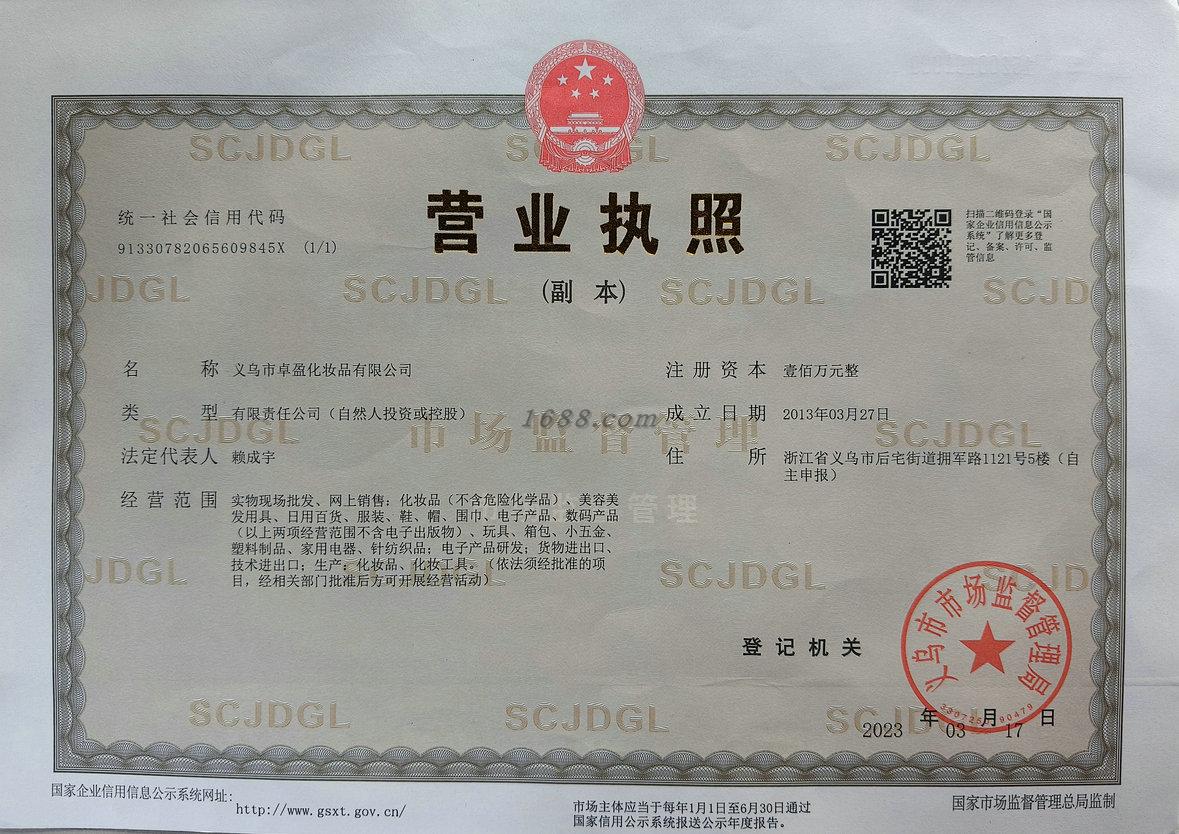 SCJDGL SCJDGL SCJDGL
营业执照
(副 本)
统一社会信用代码
91330782065609845X (1/1)
扫描二维码登录“国
家企业信用信息公示
系统”了解更多登
记、备案、许可、监
管信息
JDGL SCJDGL SCJDGL SCJD
名 称 义乌市卓盈化妆品有限公司
类 型 有限责任公司（自然人投资或控股）
法定代表人 赖成宇
经营范围 实物现场批发、网上销售：化妆品（不含危险化学品）、美容美
发用具、日用百货、服装、鞋、帽、围巾、电子产品、数码产品
（以上两项经营范围不含电子出版物）、玩具、箱包、小五金、
塑料制品、家用电器、针纺织品；电子产品研发；货物进出口、
技术进出口；生产：化妆品、化妆工具。（依法须经批准的项
目，经相关部门批准后方可开展经营活动）
注册资本 壹佰万元整
成立日期 2013年03月27日
住 所 浙江省义乌市后宅街道拥军路1121号5楼（自
主申报）
1688.com
SCJDGL 市场监督管理 SCJDGL
管理
JDGL SCJDGL SCJDGL SCJD
登记机关
义乌市市场监督管理局
2023 年 03 月 17 日
SCJDGL SCJDGL SCJDGL
国家企业信用信息公示系统网址：
http://www.gsxt.gov.cn/
市场主体应当于每年1月1日至6月30日通过
国家信用公示系统报送公示年度报告。
国家市场监督管理总局监制